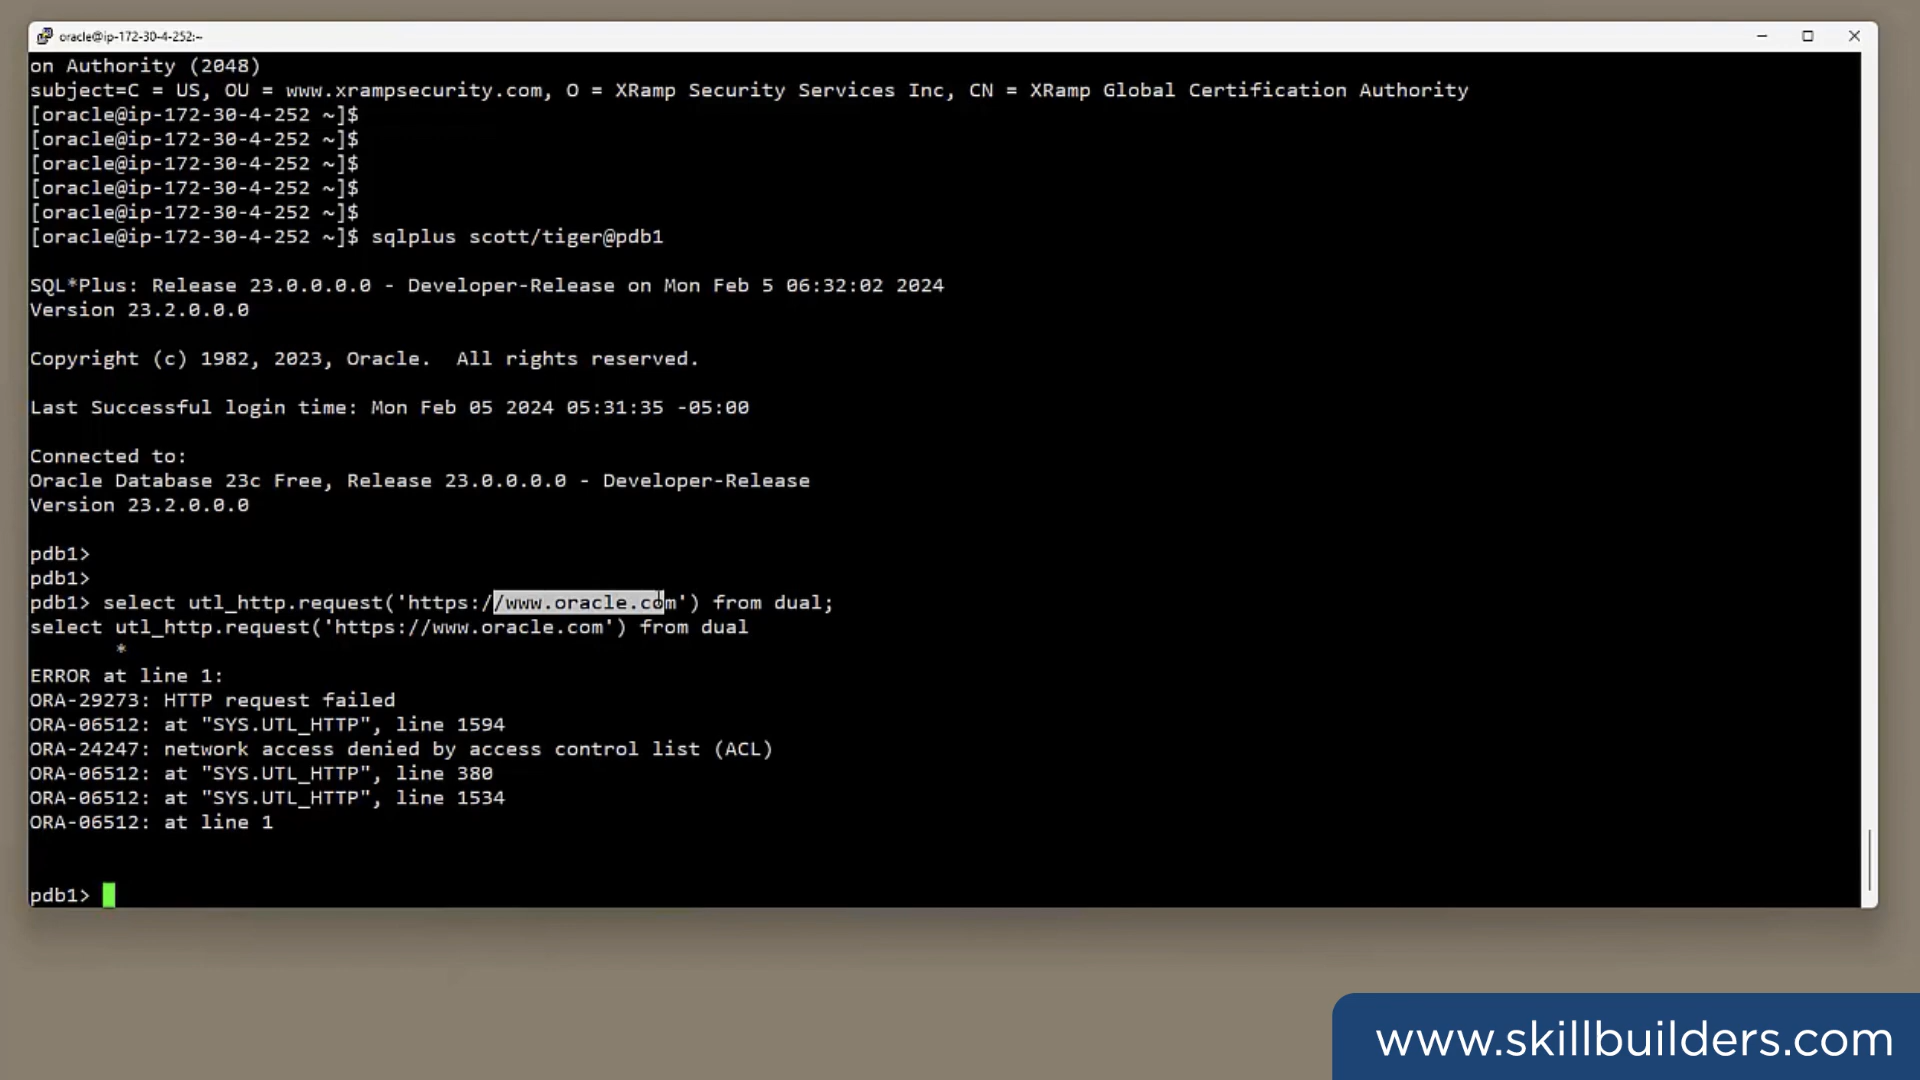 oracle@ip-172-30-4-252:~
on Authority (2048)
subject=C = US, OU = www.xrampsecurity.com, O = XRamp Security Services Inc, CN = XRamp Global Certification Authority
[oracle@ip-172-30-4-252 ~]$
[oracle@ip-172-30-4-252 ~]$
[oracle@ip-172-30-4-252 ~]$
[oracle@ip-172-30-4-252 ~]$
[oracle@ip-172-30-4-252 ~]$
[oracle@ip-172-30-4-252 ~]$ sqlplus scott/tiger@pdb1
SQL*Plus: Release 23.0.0.0.0 - Developer-Release on Mon Feb 5 06:32:02 2024
Version 23.2.0.0.0
Copyright (c) 1982, 2023, Oracle.  All rights reserved.
Last Successful login time: Mon Feb 05 2024 05:31:35 -05:00
Connected to:
Oracle Database 23c Free, Release 23.0.0.0.0 - Developer-Release
Version 23.2.0.0.0
pdb1>
pdb1>
pdb1> select utl_http.request('https://www.oracle.com') from dual;
select utl_http.request('https://www.oracle.com') from dual
*
ERROR at line 1:
ORA-29273: HTTP request failed
ORA-06512: at "SYS.UTL_HTTP", line 1594
ORA-24247: network access denied by access control list (ACL)
ORA-06512: at "SYS.UTL_HTTP", line 380
ORA-06512: at "SYS.UTL_HTTP", line 1534
ORA-06512: at line 1
pdb1>
www.skillbuilders.com